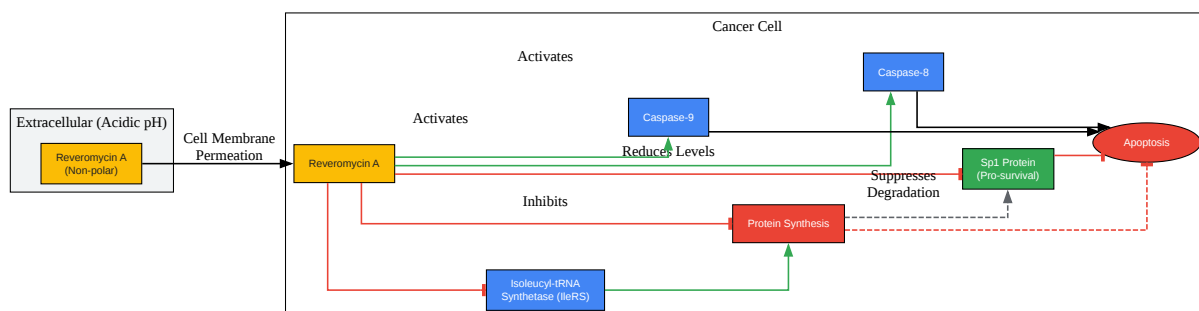 Cancer Cell
Activates
Caspase-8
Extracellular (Acidic pH)
Reveromycin A
(Non-polar)
Cell Membrane
Permeation
Activates
Caspase-9
Reduces Levels
Reveromycin A
Apoptosis
Sp1 Protein
(Pro-survival)
Suppresses
Degradation
Inhibits
Protein Synthesis
Isoleucyl-tRNA
Synthetase (IleRS)